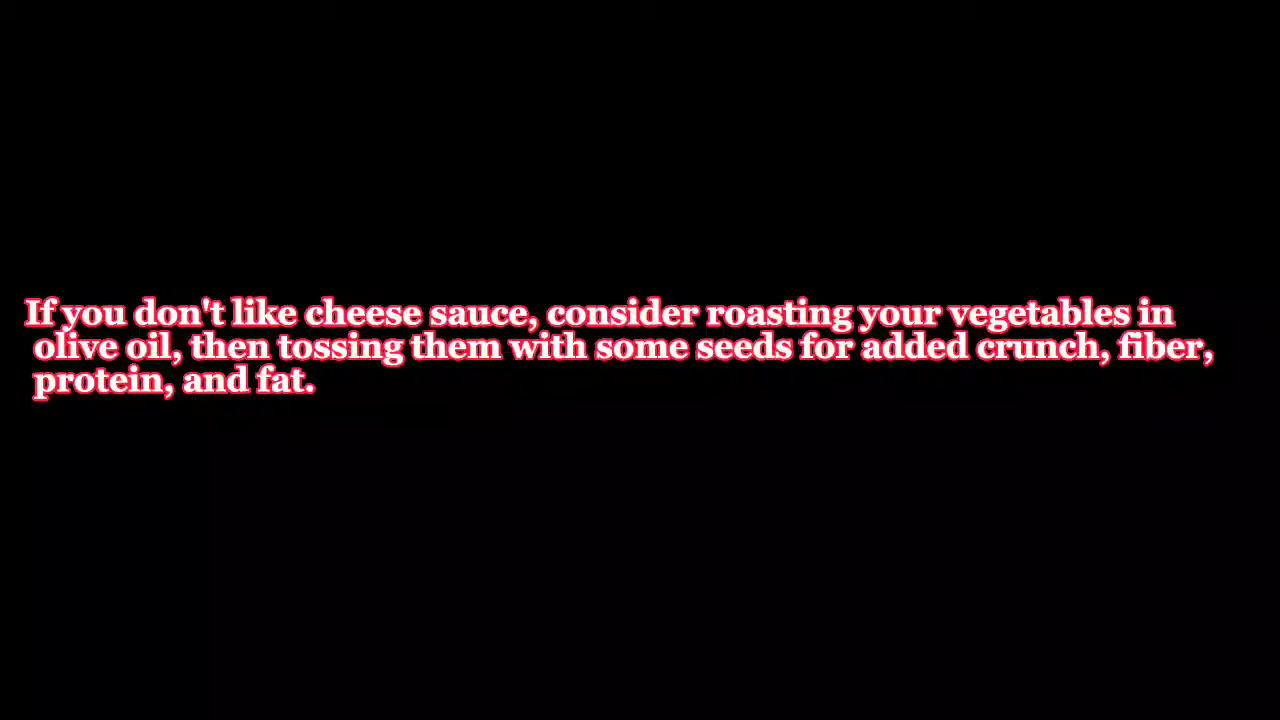 If you don't like cheese sauce, consider roasting your vegetables in
olive oil, then tossing them with some seeds for added crunch, fiber,
protein, and fat.